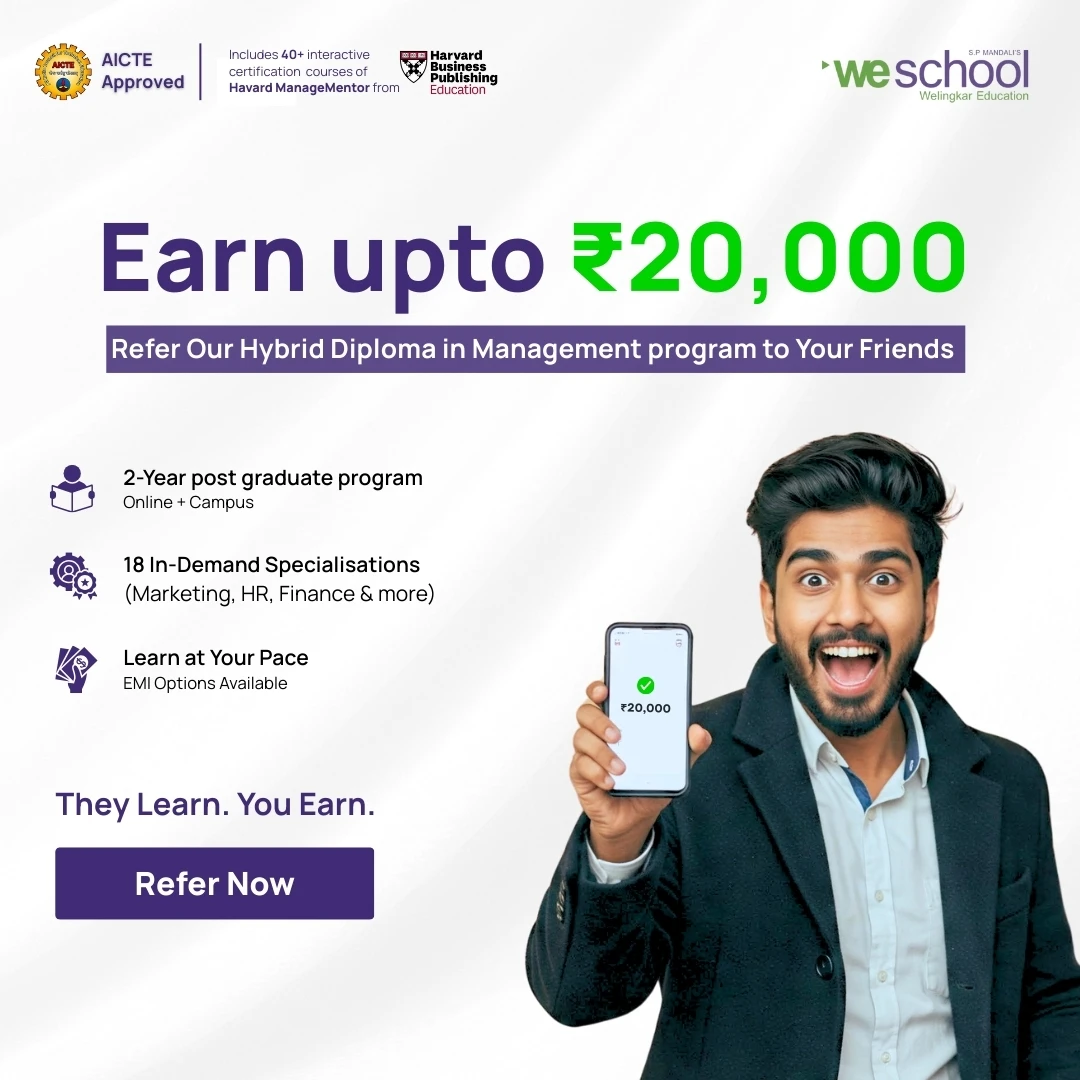 AICTE
AICTE
Approved
Includes 40+ interactive
certification courses of
Havard ManageMentor from
Harvard
Business
Publishing
Education
S.P MANDALI'S
we school
Welingkar Education
Earn upto ₹20,000
Refer Our Hybrid Diploma in Management program to Your Friends
2-Year post graduate program
Online + Campus
18 In-Demand Specialisations
(Marketing, HR, Finance & more)
Learn at Your Pace
EMI Options Available
₹20,000
They Learn. You Earn.
Refer Now